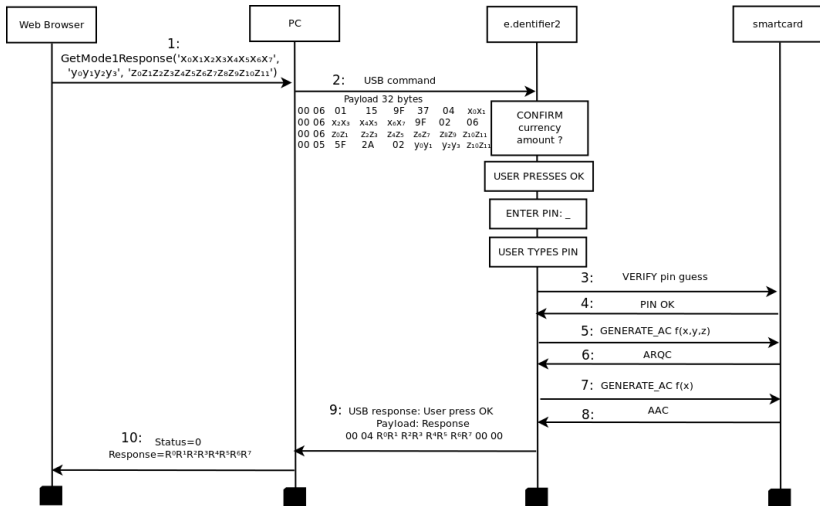 Web Browser
PC
e.dentifier2
smartcard
1:
GetMode1Response('x₀x₁x₂x₃x₄x₅x₆x₇',
'y₀y₁y₂y₃', 'z₀z₁z₂z₃z₄z₅z₆z₇z₈z₉z₁₀z₁₁')
2: USB command
Payload 32 bytes
00 06 01 15 9F 37 04 x₀x₁
00 06 x₂x₃ x₄x₅ x₆x₇ 9F 02 06
00 06 z₀z₁ z₂z₃ z₄z₅ z₆z₇ z₈z₉ z₁₀z₁₁
00 05 5F 2A 02 y₀y₁ y₂y₃ z₁₀z₁₁
CONFIRM
currency
amount ?
USER PRESSES OK
ENTER PIN: _
USER TYPES PIN
3: VERIFY pin guess
4: PIN OK
5: GENERATE_AC f(x,y,z)
6: ARQC
7: GENERATE_AC f(x)
8: AAC
9: USB response: User press OK
Payload: Response
00 04 R⁰R¹ R²R³ R⁴R⁵ R⁶R⁷ 00 00
10: Status=0
Response=R⁰R¹R²R³R⁴R⁵R⁶R⁷